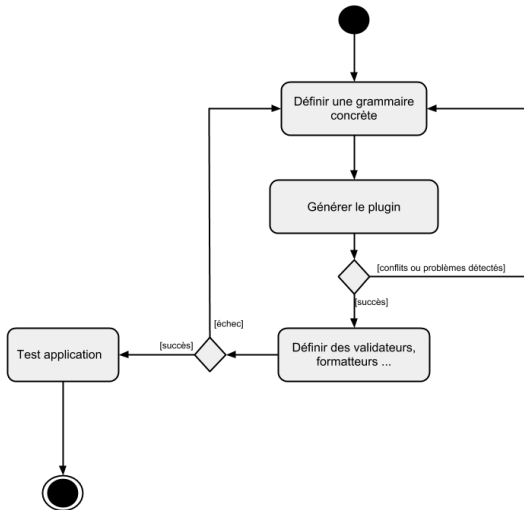 Définir une grammaire
concrète
Générer le plugin
[conflits ou problèmes détectés]
[succès]
[échec]
[succès]
Test application
Définir des validateurs,
formatteurs ...